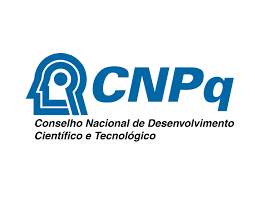 CNPq
Conselho Nacional de Desenvolvimento
Científico e Tecnológico